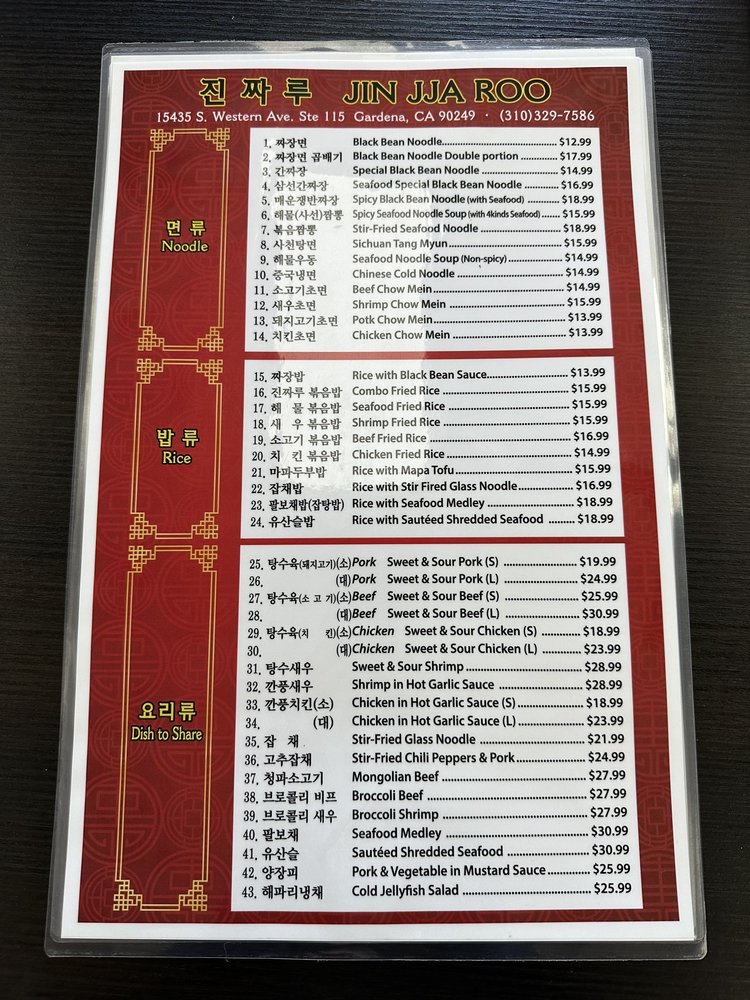 진 짜 루 JIN JJA ROO
15435 S. Western Ave. Ste 115 Gardena, CA 90249 · (310)329-7586
면 류
Noodle
1. 짜장면 Black Bean Noodle.......... $12.99
2. 짜장면 곱배기 Black Bean Noodle Double portion .......... $17.99
3. 간짜장 Special Black Bean Noodle .......... $14.99
4. 삼선간짜장 Seafood Special Black Bean Noodle .......... $16.99
5. 매운쟁반짜장 Spicy Black Bean Noodle (with Seafood) .......... $18.99
6. 해물(사선)짬뽕 Spicy Seafood Noodle Soup (with 4kinds Seafood)...... $15.99
7. 볶음짬뽕 Stir-Fried Seafood Noodle .......... $18.99
8. 사천탕면 Sichuan Tang Myun.......... $15.99
9. 해물우동 Seafood Noodle Soup (Non-spicy).......... $14.99
10. 중국냉면 Chinese Cold Noodle .......... $14.99
11. 소고기초면 Beef Chow Mein.......... $14.99
12. 새우초면 Shrimp Chow Mein .......... $15.99
13. 돼지고기초면 Potk Chow Mein.......... $13.99
14. 치킨초면 Chicken Chow Mein .......... $13.99
밥 류
Rice
15. 짜장밥 Rice with Black Bean Sauce.......... $13.99
16. 진짜루 볶음밥 Combo Fried Rice .......... $15.99
17. 해 물 볶음밥 Seafood Fried Rice .......... $15.99
18. 새 우 볶음밥 Shrimp Fried Rice .......... $15.99
19. 소고기 볶음밥 Beef Fried Rice .......... $16.99
20. 치 킨 볶음밥 Chicken Fried Rice .......... $14.99
21. 마파두부밥 Rice with Mapa Tofu.......... $15.99
22. 잡채밥 Rice with Stir Fired Glass Noodle.......... $16.99
23. 팔보채밥(잡탕밥) Rice with Seafood Medley .......... $18.99
24. 유산슬밥 Rice with Sautéed Shredded Seafood ......... $18.99
요리류
Dish to Share
25. 탕수육(돼지고기)(소)Pork Sweet & Sour Pork (S) .......... $19.99
26. (대)Pork Sweet & Sour Pork (L) .......... $24.99
27. 탕수육(소 고 기)(소)Beef Sweet & Sour Beef (S) .......... $25.99
28. (대)Beef Sweet & Sour Beef (L) .......... $30.99
29. 탕수육(치 킨)(소)Chicken Sweet & Sour Chicken (S) .......... $18.99
30. (대)Chicken Sweet & Sour Chicken (L) .......... $23.99
31. 탕수새우 Sweet & Sour Shrimp.......... $28.99
32. 깐풍새우 Shrimp in Hot Garlic Sauce .......... $28.99
33. 깐풍치킨(소) Chicken in Hot Garlic Sauce (S).......... $18.99
34. (대) Chicken in Hot Garlic Sauce (L).......... $23.99
35. 잡 채 Stir-Fried Glass Noodle .......... $21.99
36. 고추잡채 Stir-Fried Chili Peppers & Pork.......... $24.99
37. 청파소고기 Mongolian Beef .......... $27.99
38. 브로콜리 비프 Broccoli Beef .......... $27.99
39. 브로콜리 새우 Broccoli Shrimp .......... $27.99
40. 팔보채 Seafood Medley .......... $30.99
41. 유산슬 Sautéed Shredded Seafood .......... $30.99
42. 양장피 Pork & Vegetable in Mustard Sauce.......... $25.99
43. 해파리냉채 Cold Jellyfish Salad .......... $25.99